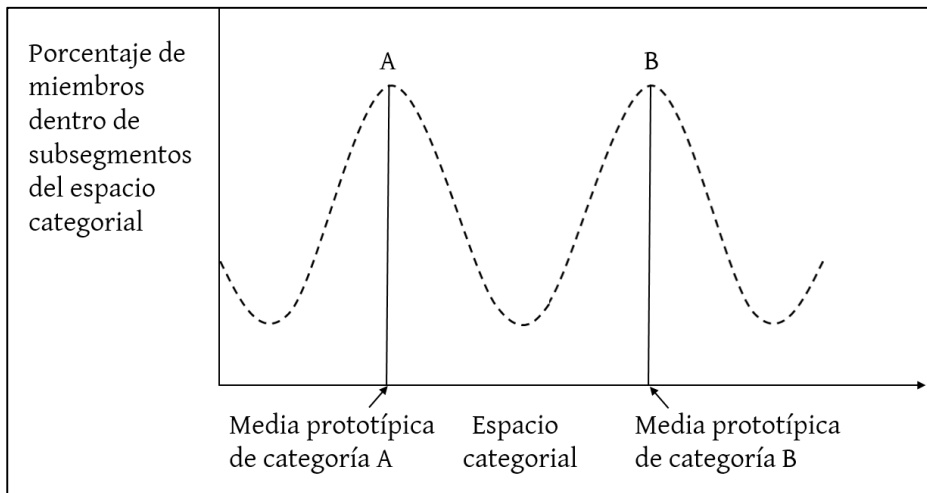 Porcentaje de
miembros
dentro de
subsegmentos
del espacio
categorial
A
B
Media prototípica
de categoría A
Espacio
categorial
Media prototípica
de categoría B